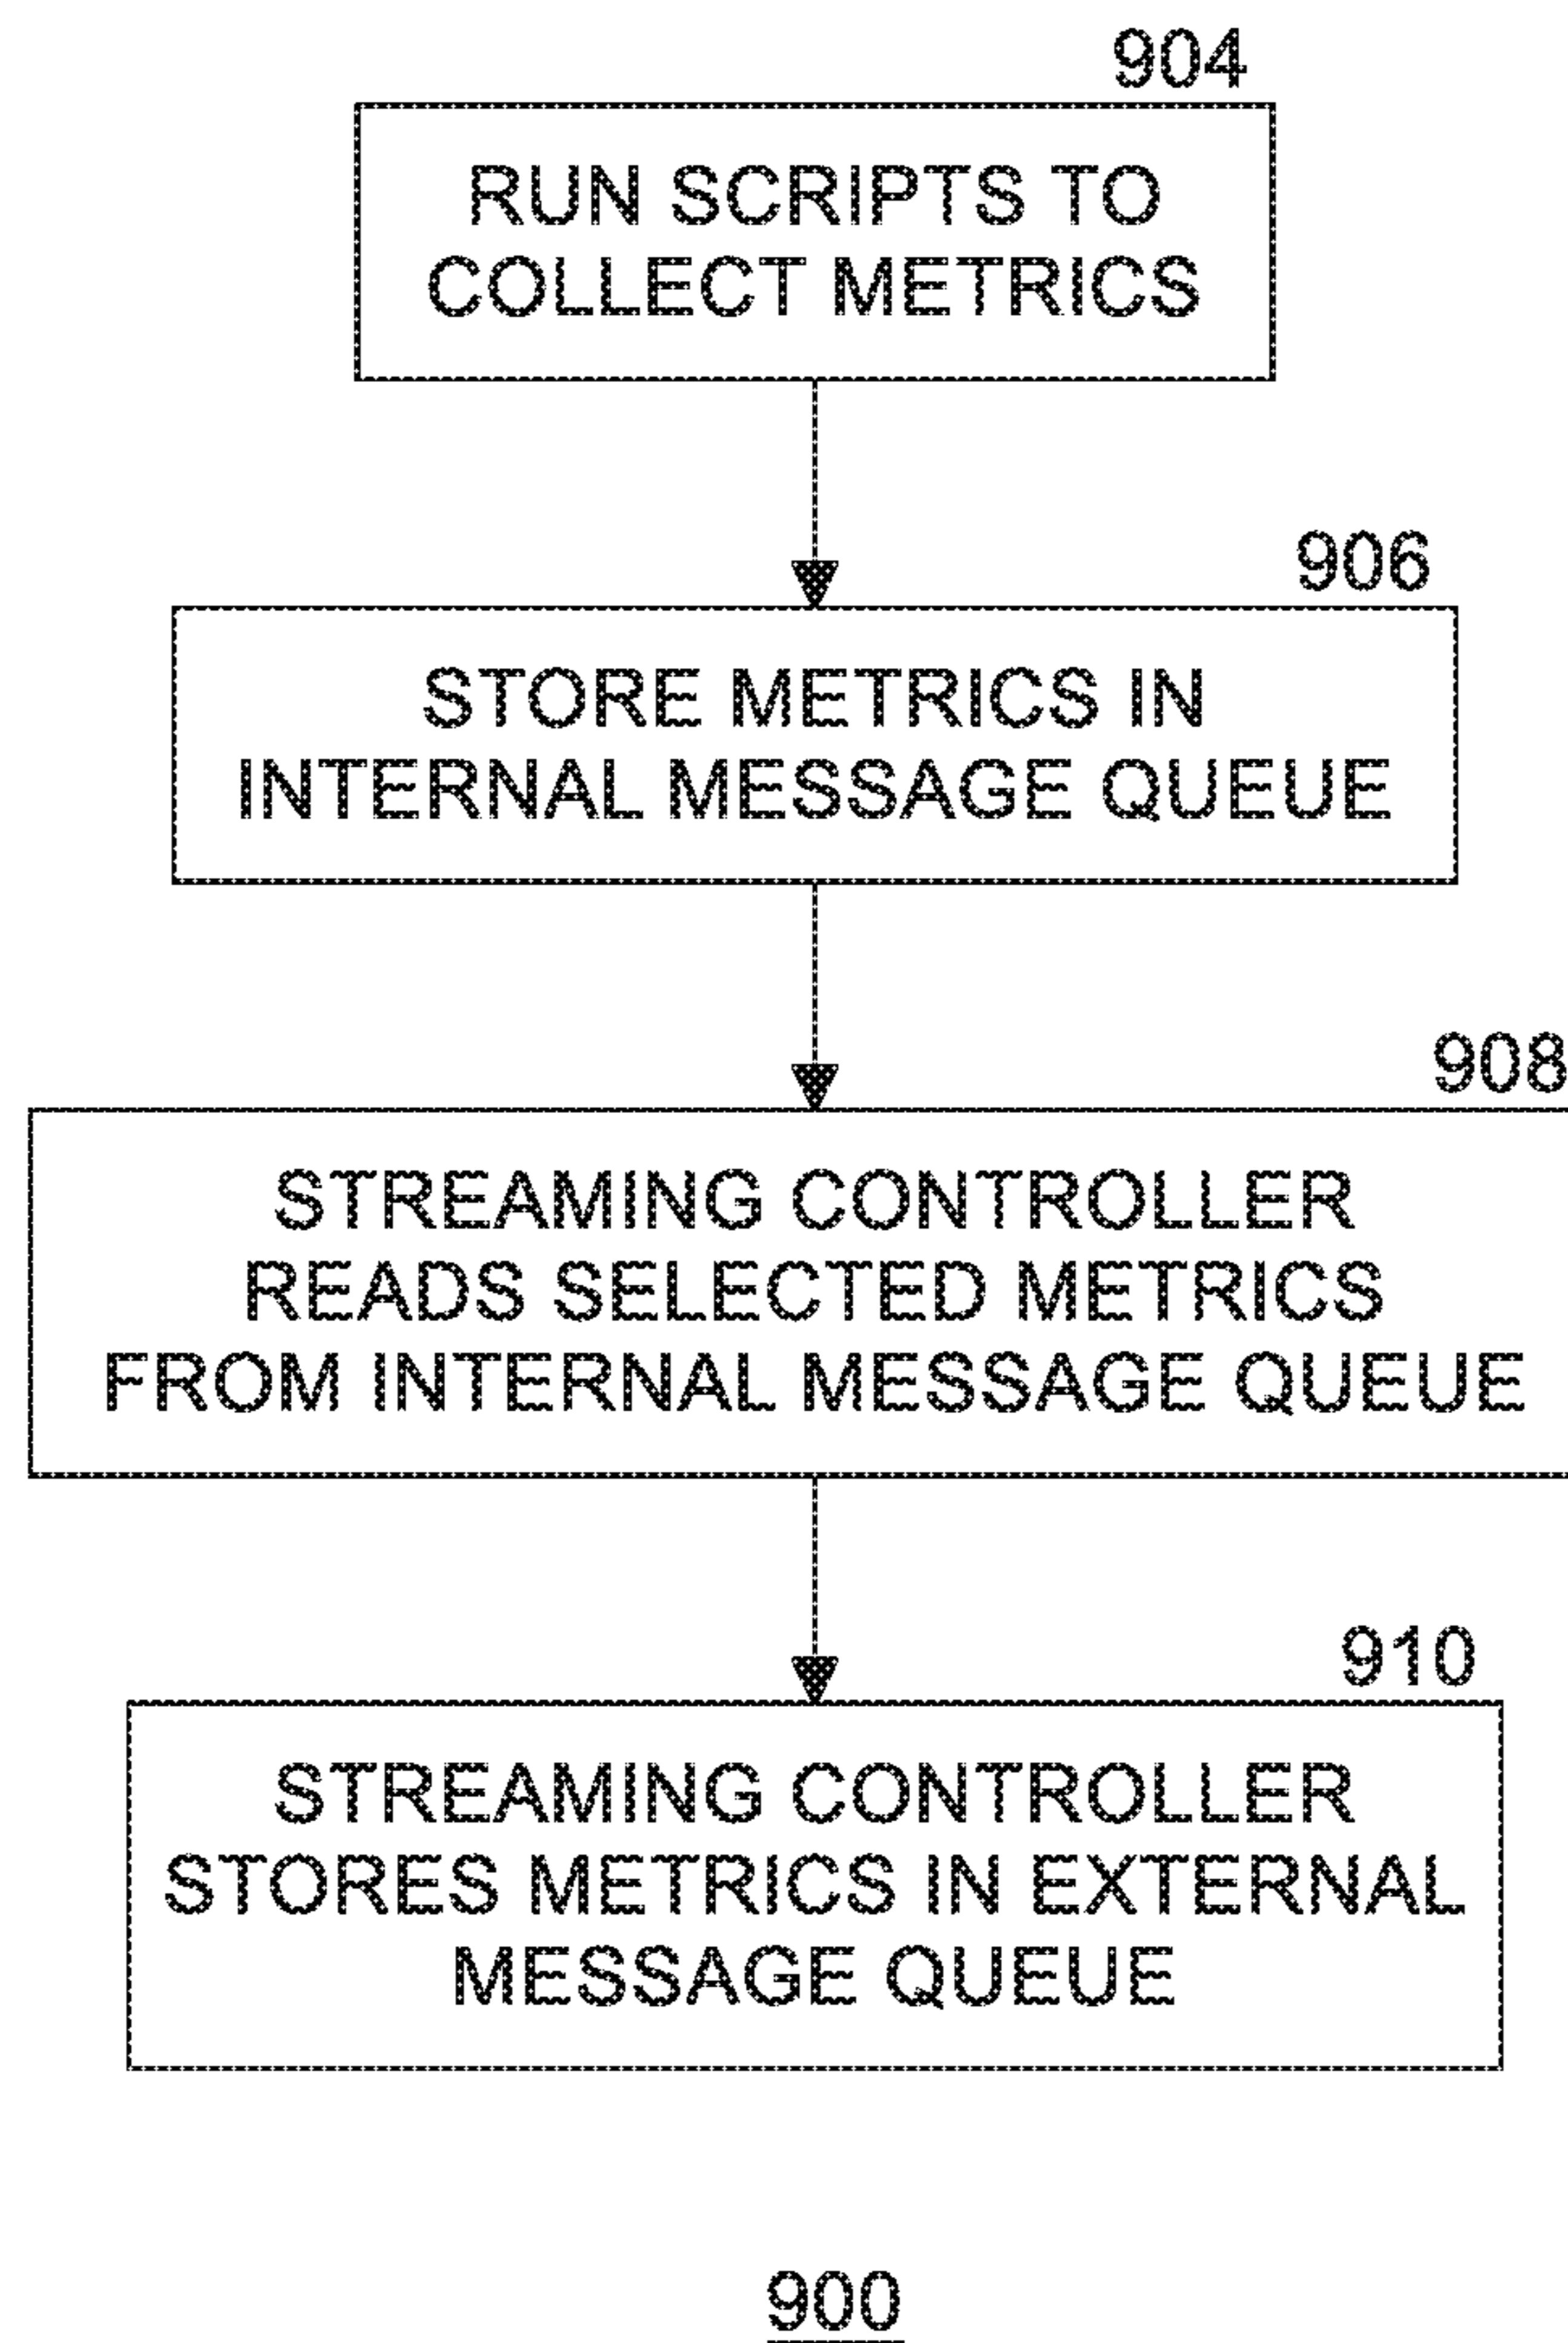 904
RUN SCRIPTS TO
COLLECT METRICS
906
STORE METRICS IN
INTERNAL MESSAGE QUEUE
908
STREAMING CONTROLLER
READS SELECTED METRICS
FROM INTERNAL MESSAGE QUEUE
910
STREAMING CONTROLLER
STORES METRICS IN EXTERNAL
MESSAGE QUEUE
900